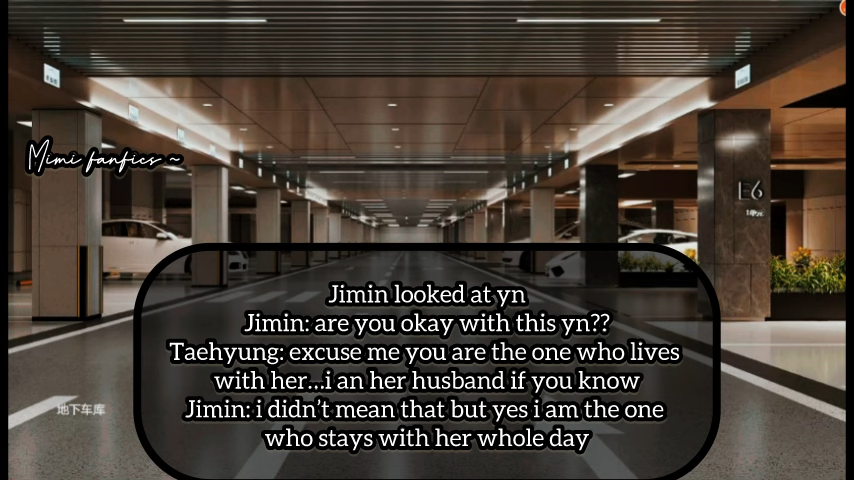 Mimi fanfics ~
E6
Jimin looked at yn
Jimin: are you okay with this yn??
Taehyung: excuse me you are the one who lives
with her...i an her husband if you know
Jimin: i didn't mean that but yes i am the one
who stays with her whole day
地下车库